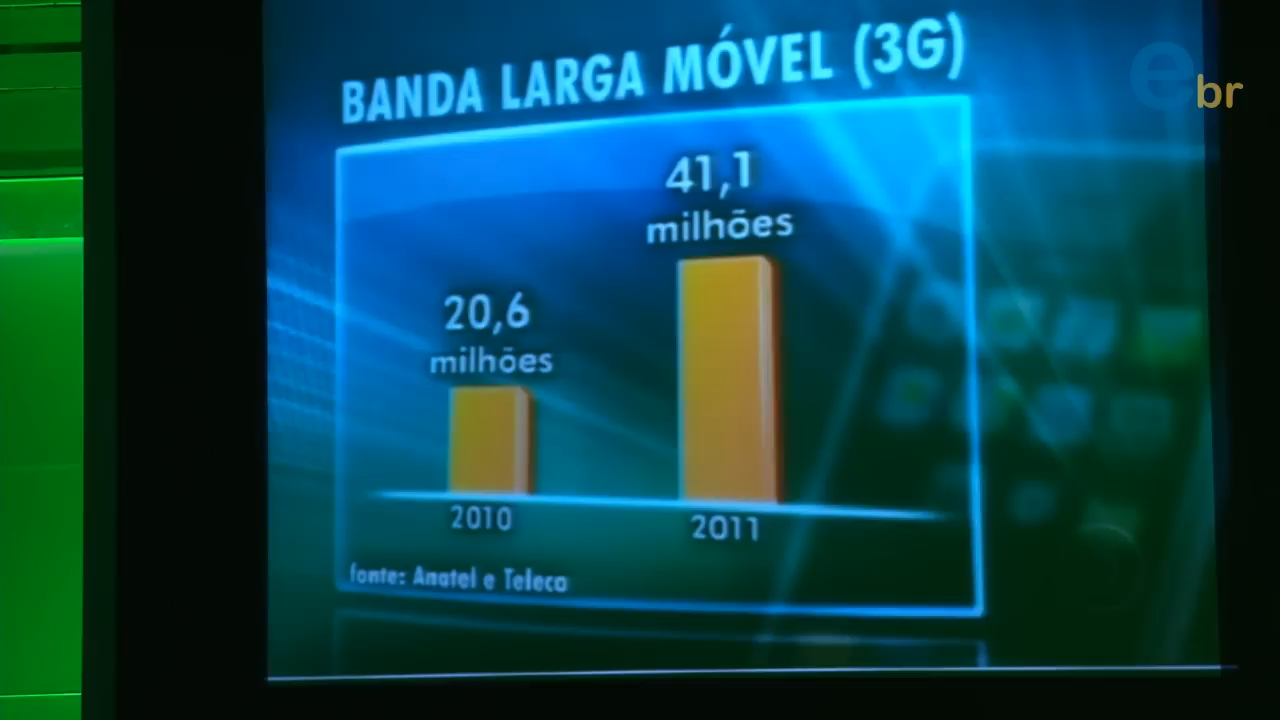 BANDA LARGA MÓVEL (3G)
ebr
41,1
milhões
20,6
milhões
2010
2011
fonte: Anatel e Teleco